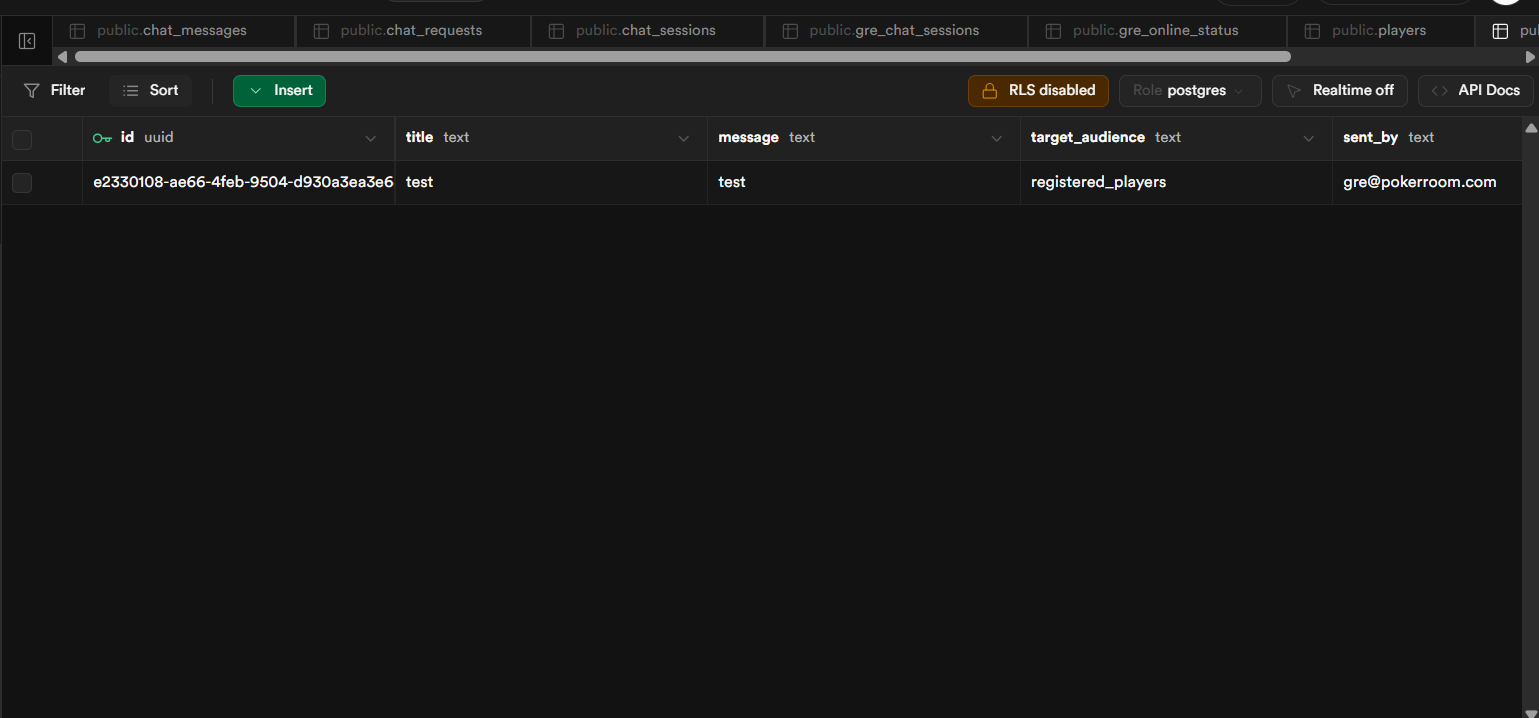 public.chat_messages public.chat_requests public.chat_sessions public.gre_chat_sessions public.gre_online_status public.players pu
Filter Sort Insert RLS disabled Role postgres Realtime off API Docs
id uuid title text message text target_audience text sent_by text
e2330108-ae66-4feb-9504-d930a3ea3e6 test test registered_players gre@pokerroom.com